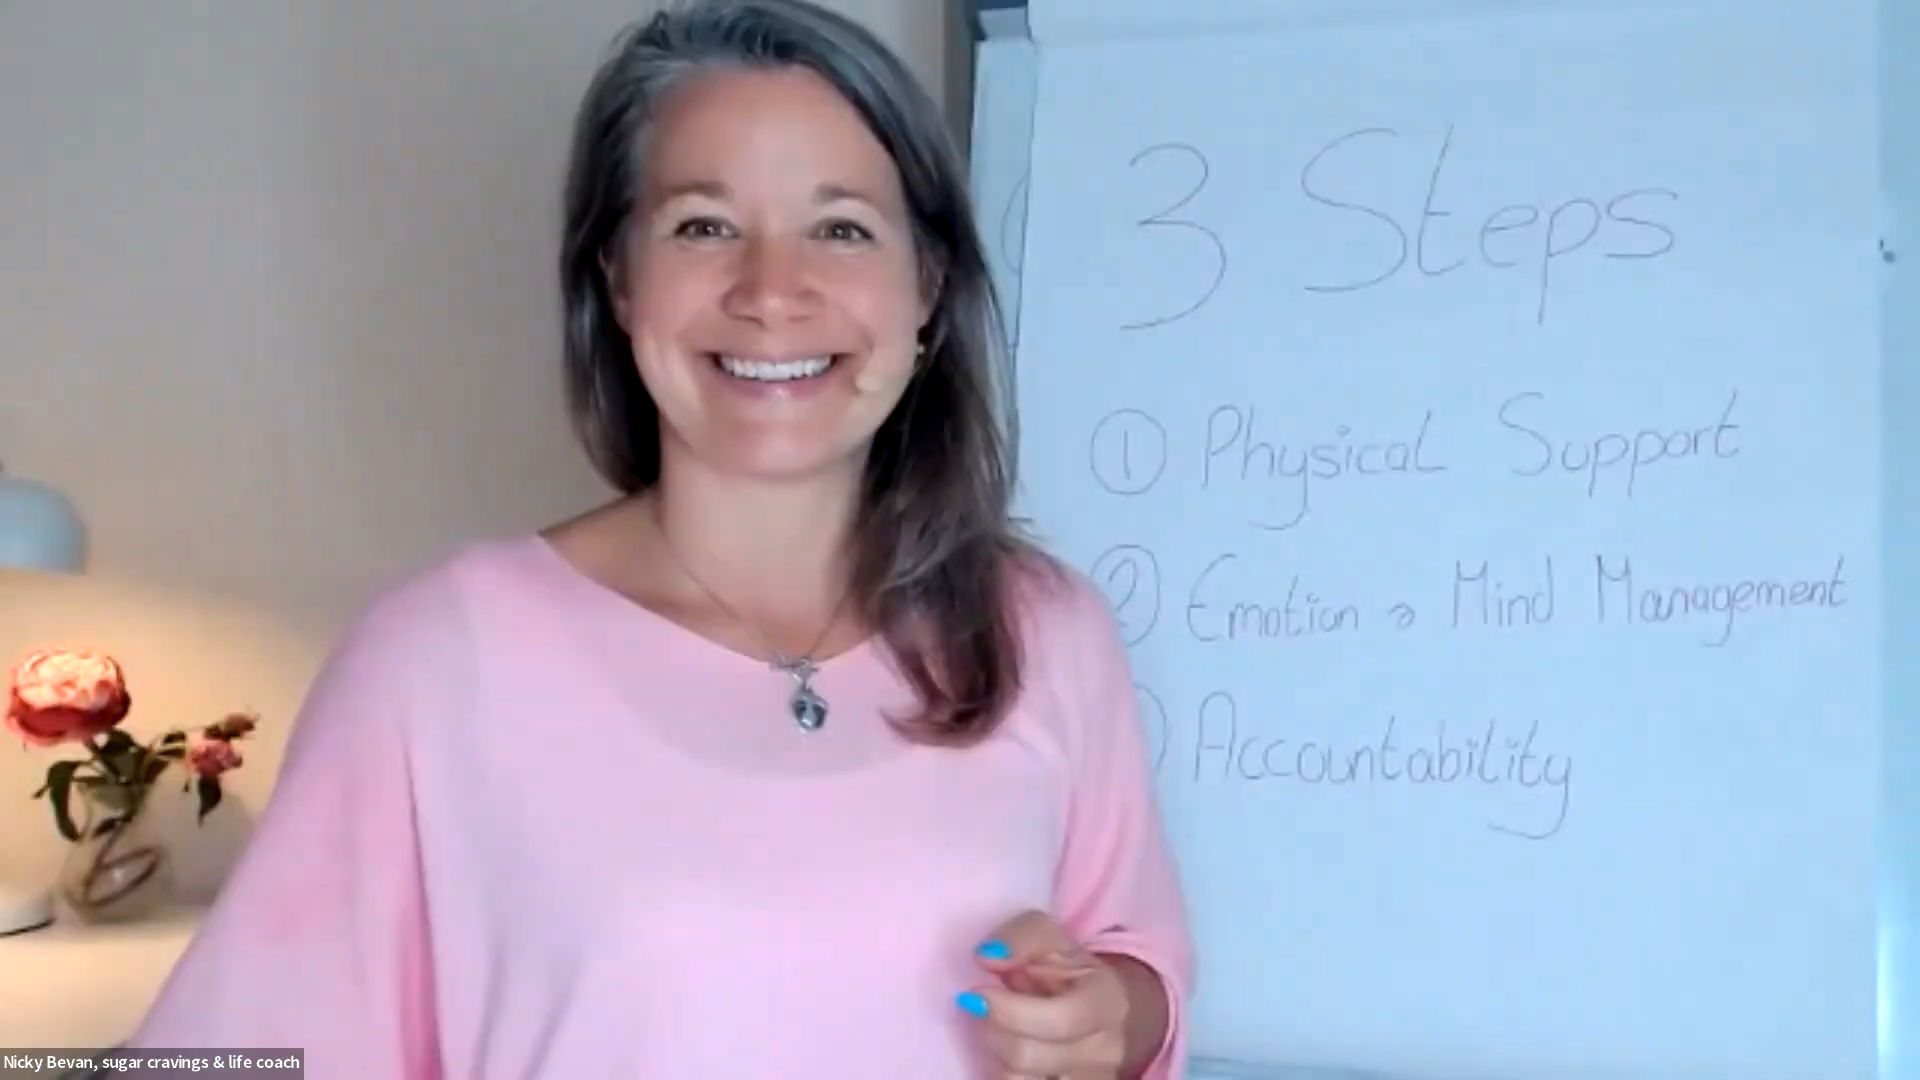 3 Steps
1 Physical Support
2 Emotion & Mind Management
Accountability
Nicky Bevan, sugar cravings & life coach